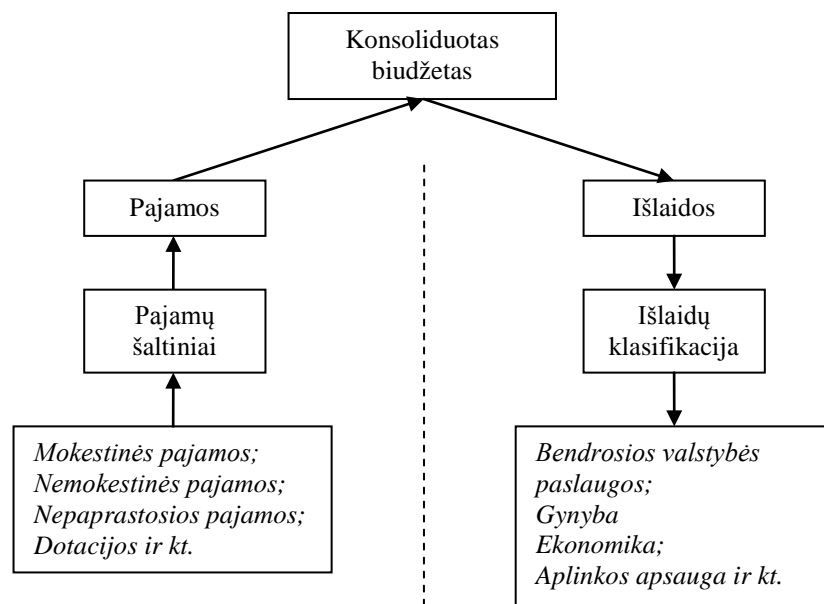 Konsoliduotas
biudžetas
Pajamos
Išlaidos
Pajamų
šaltiniai
Išlaidų
klasifikacija
Mokestinės pajamos;
Nemokestinės pajamos;
Nepaprastosios pajamos;
Dotacijos ir kt.
Bendrosios valstybės
paslaugos;
Gynyba
Ekonomika;
Aplinkos apsauga ir kt.